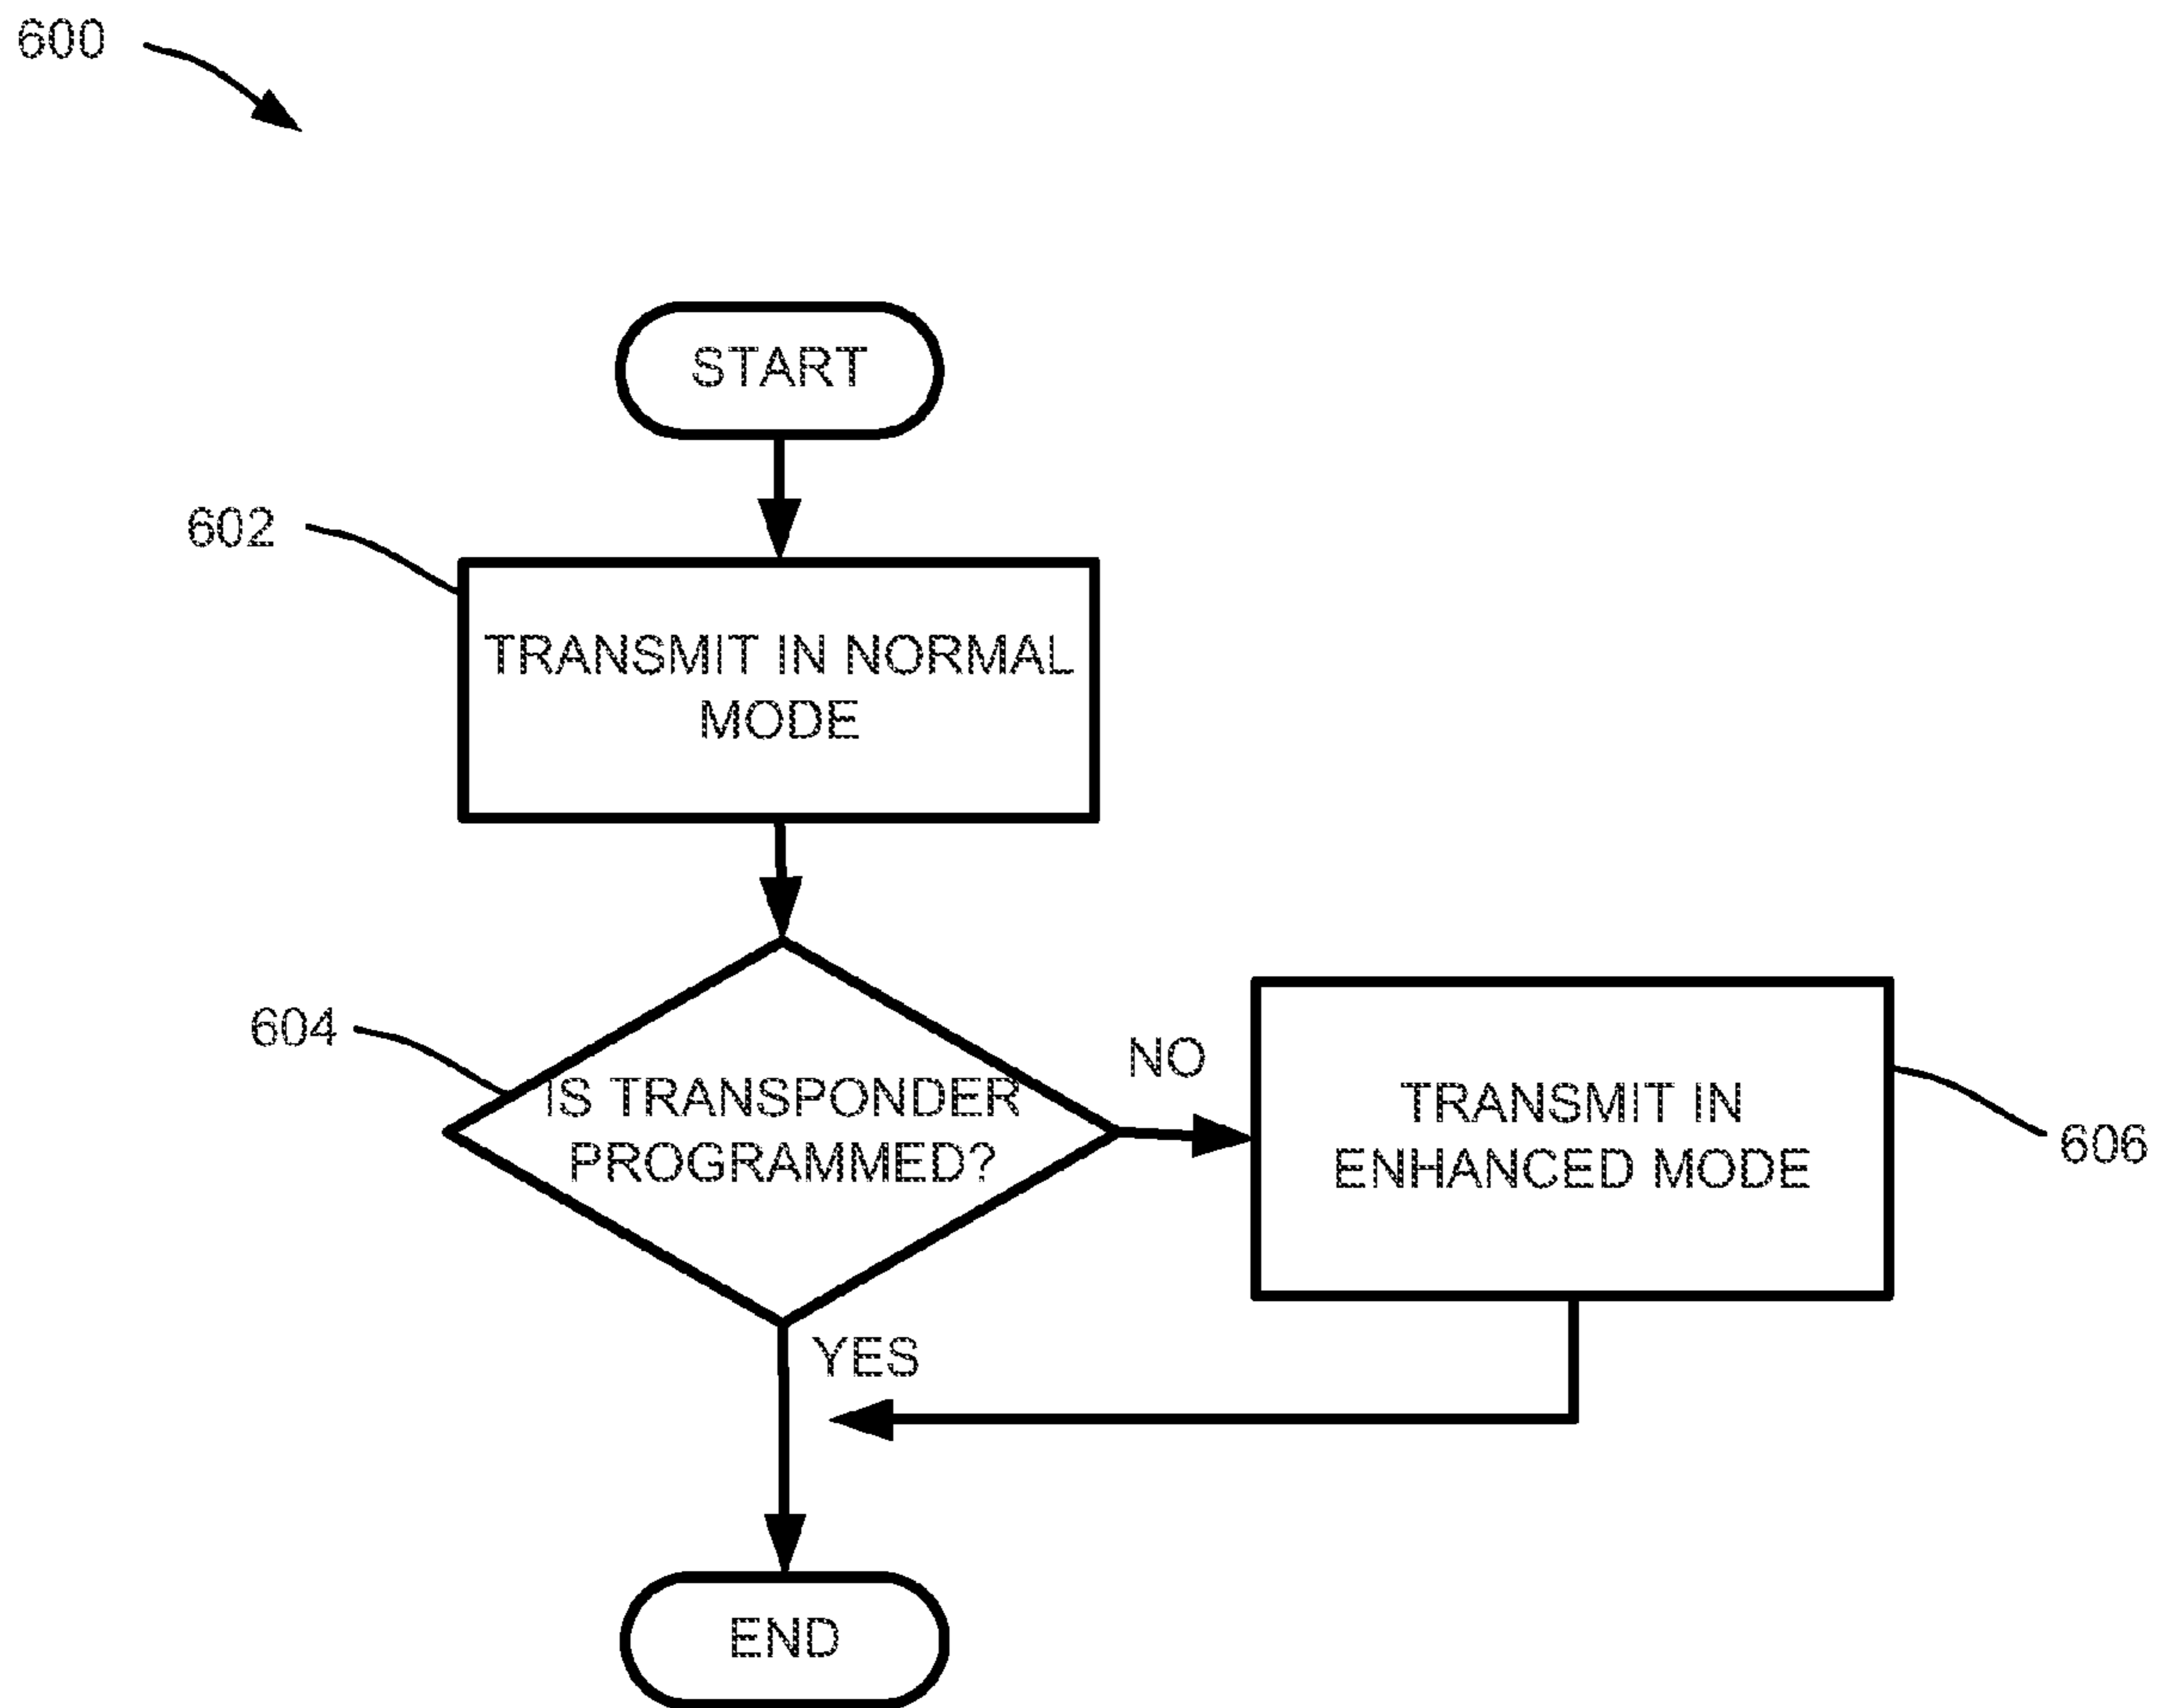 600
START
602
TRANSMIT IN NORMAL
MODE
604
IS TRANSPONDER
PROGRAMMED?
NO
TRANSMIT IN
ENHANCED MODE
606
YES
END